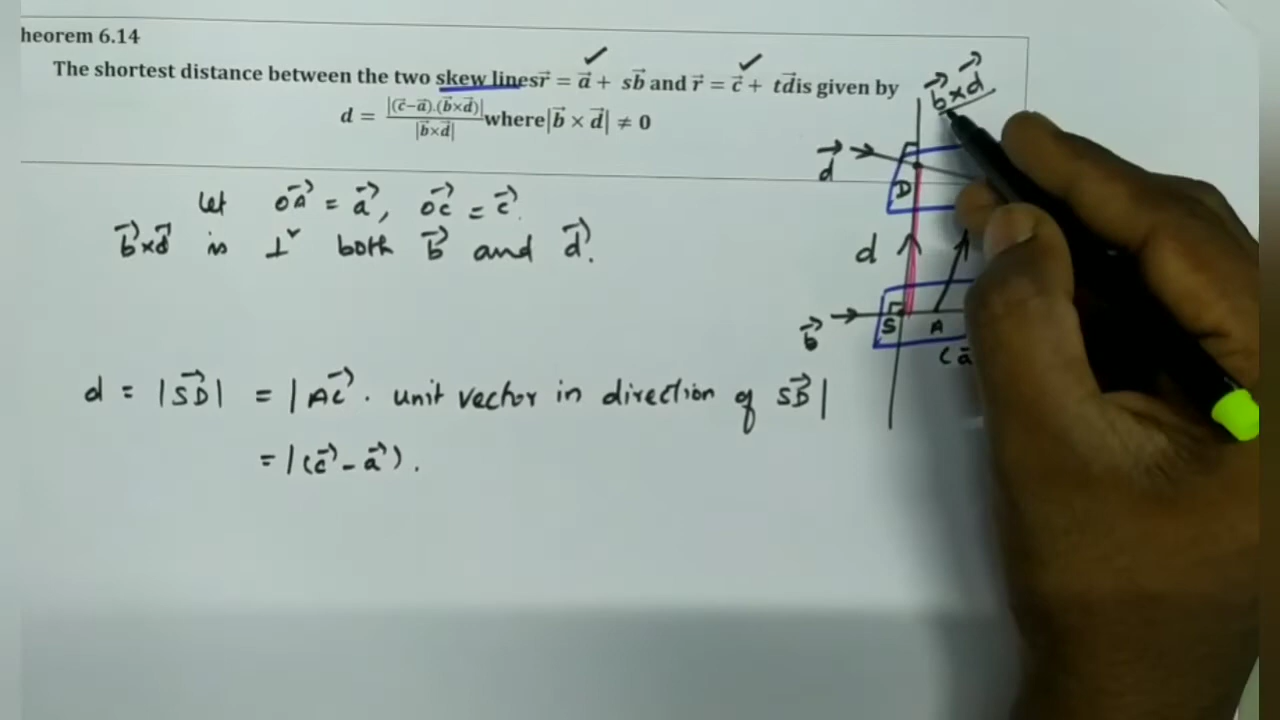 heorem 6.14
The shortest distance between the two skew lines r⃗ = a⃗ + sb⃗ and r⃗ = c⃗ + td⃗ is given by
d = |(c⃗−a⃗).(b⃗×d⃗)| / |b⃗×d⃗| where |b⃗ × d⃗| ≠ 0
b⃗×d⃗
d⃗
D
d
b⃗
S A
(a⃗
Let OA⃗ = a⃗, OC⃗ = c⃗.
b⃗×d⃗ is ⊥r both b⃗ and d⃗.
d = |SD⃗| = |AC⃗ . unit vector in direction of SD⃗|
= |(c⃗ - a⃗) .